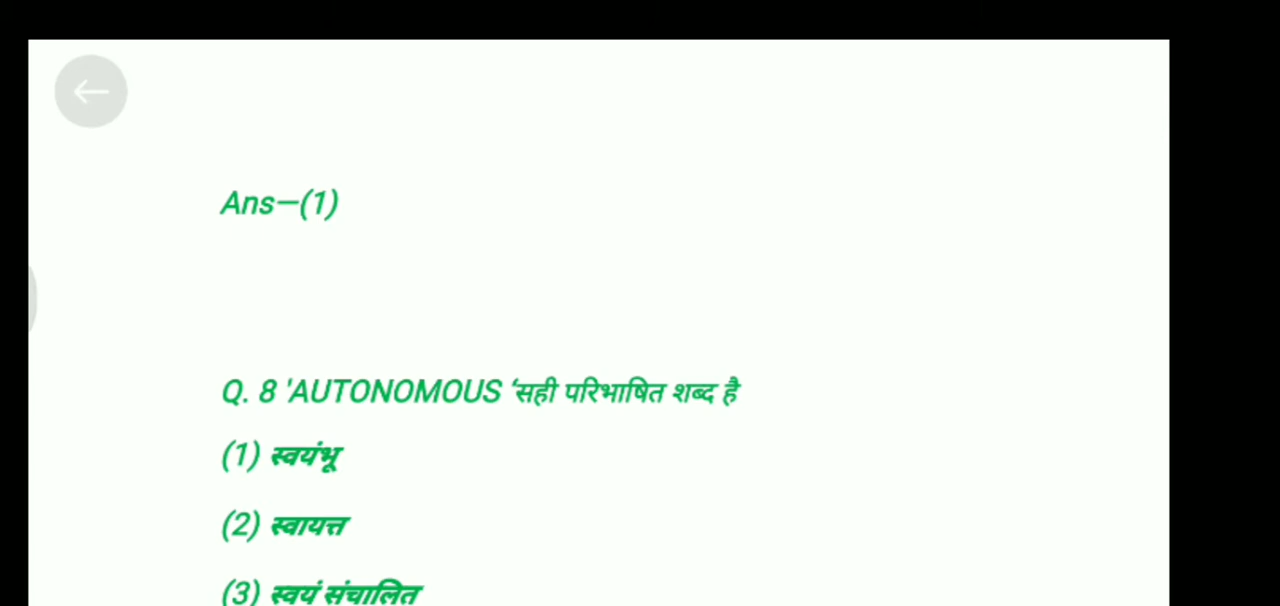 Ans—(1)
Q. 8 'AUTONOMOUS ‘सही परिभाषित शब्द है
(1) स्वयंभू
(2) स्वायत्त
(3) स्वयं संचालित